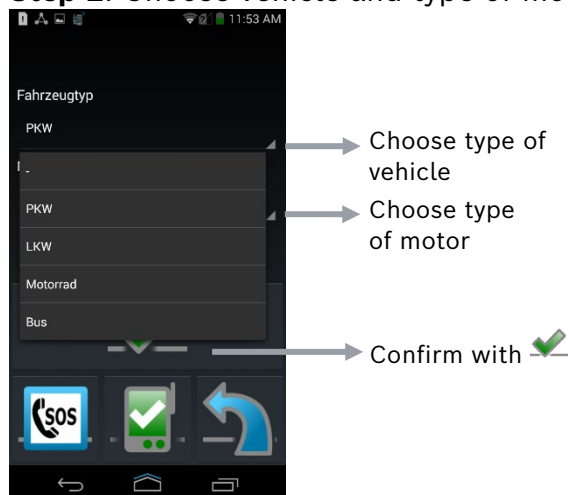 Step 2: Choose vehicle and type of
11:53 AM
Fahrzeugtyp
PKW
-
PKW
LKW
Motorrad
Bus
SOS
Choose type of
vehicle
Choose type
of motor
Confirm with